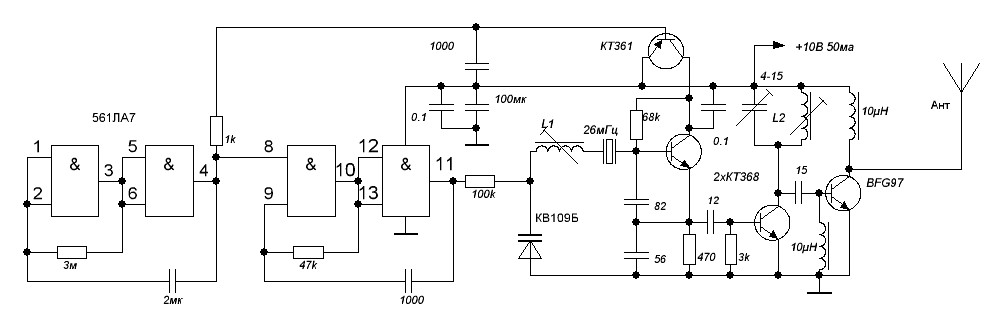 КТ361
+10В 50ма
1000
4-15
561ЛА7
0.1
100мк
68k
L2
10μH
Ант
1k
L1
26мГц
0.1
1
2
&
3
5
6
&
4
8
9
&
10
12
13
&
11
100k
2хКТ368
15
BFG97
КВ109Б
82
12
3м
47k
56
470
3k
10μH
2мк
1000